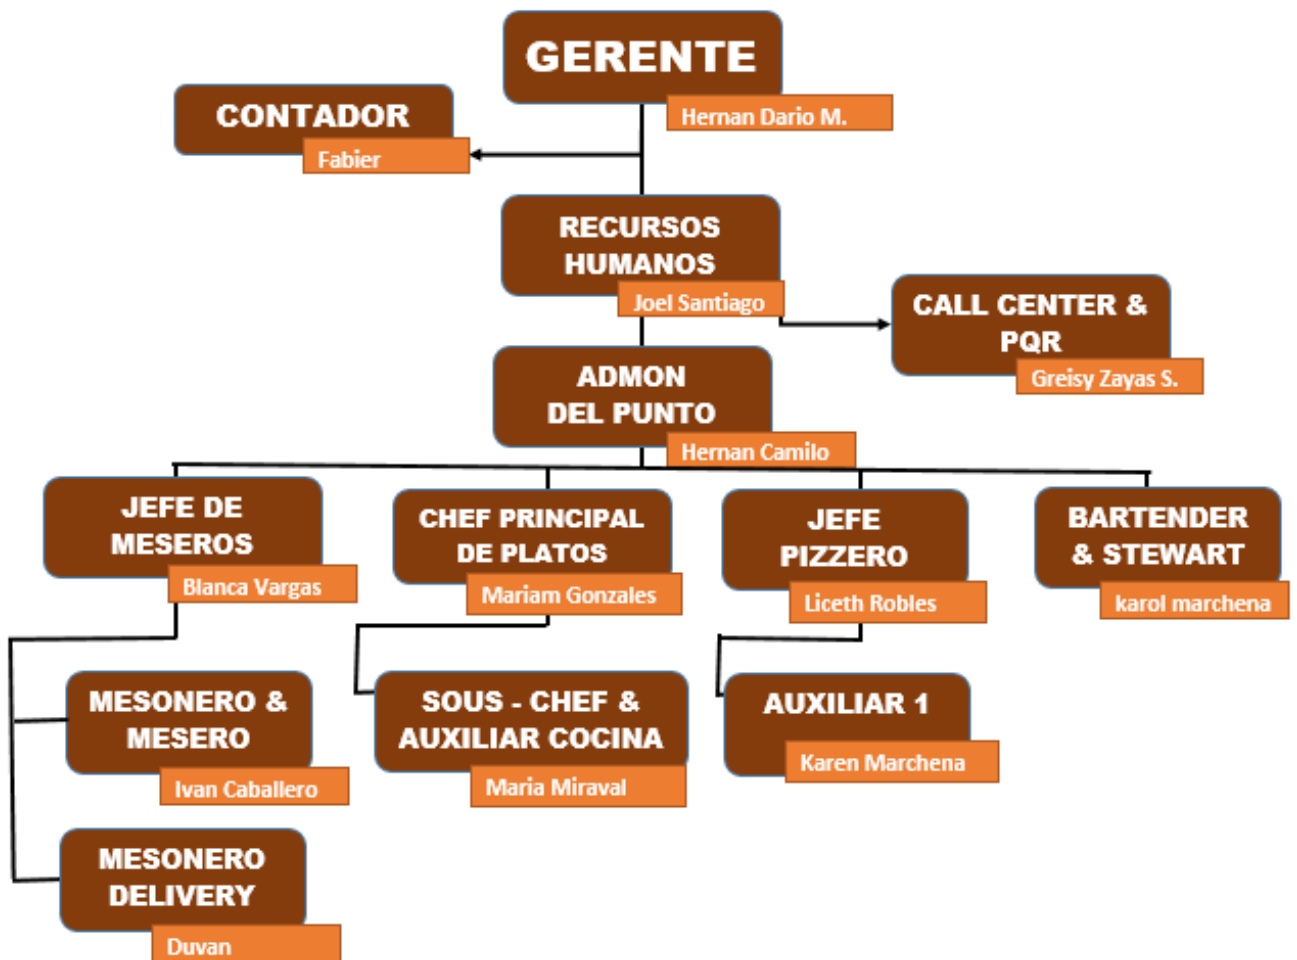 GERENTE
Hernan Dario M.
CONTADOR
Fabier
RECURSOS
HUMANOS
Joel Santiago
CALL CENTER &
PQR
Greisy Zayas S.
ADMON
DEL PUNTO
Hernan Camilo
JEFE DE
MESEROS
Blanca Vargas
CHEF PRINCIPAL
DE PLATOS
Mariam Gonzales
JEFE
PIZZERO
Liceth Robles
BARTENDER
& STEWART
karol marchena
MESONERO &
MESERO
Ivan Caballero
SOUS - CHEF &
AUXILIAR COCINA
Maria Miraval
AUXILIAR 1
Karen Marchena
MESONERO
DELIVERY
Duvan